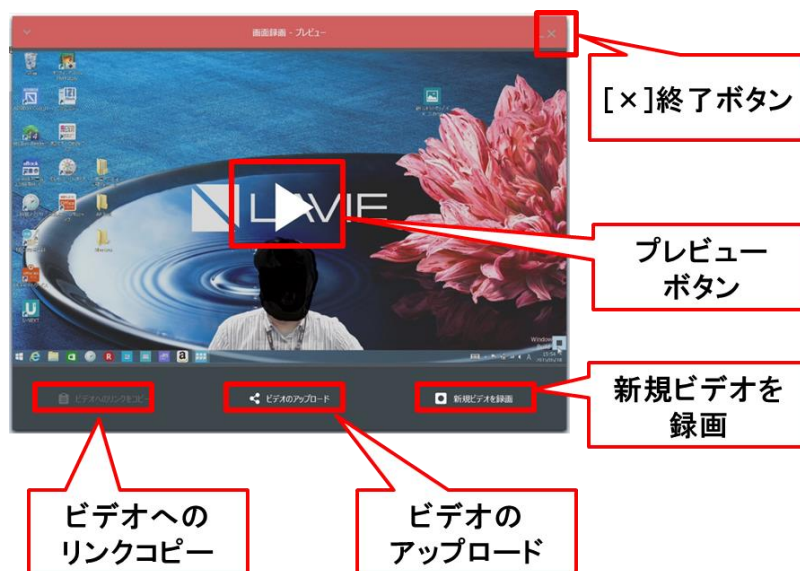 画面録画 - プレビュー
[×]終了ボタン
LAVIE
プレビュー
ボタン
U-NEXT
ビデオへのリンクをコピー
ビデオのアップロード
新規ビデオを録画
新規ビデオを
録画
ビデオへの
リンクコピー
ビデオの
アップロード